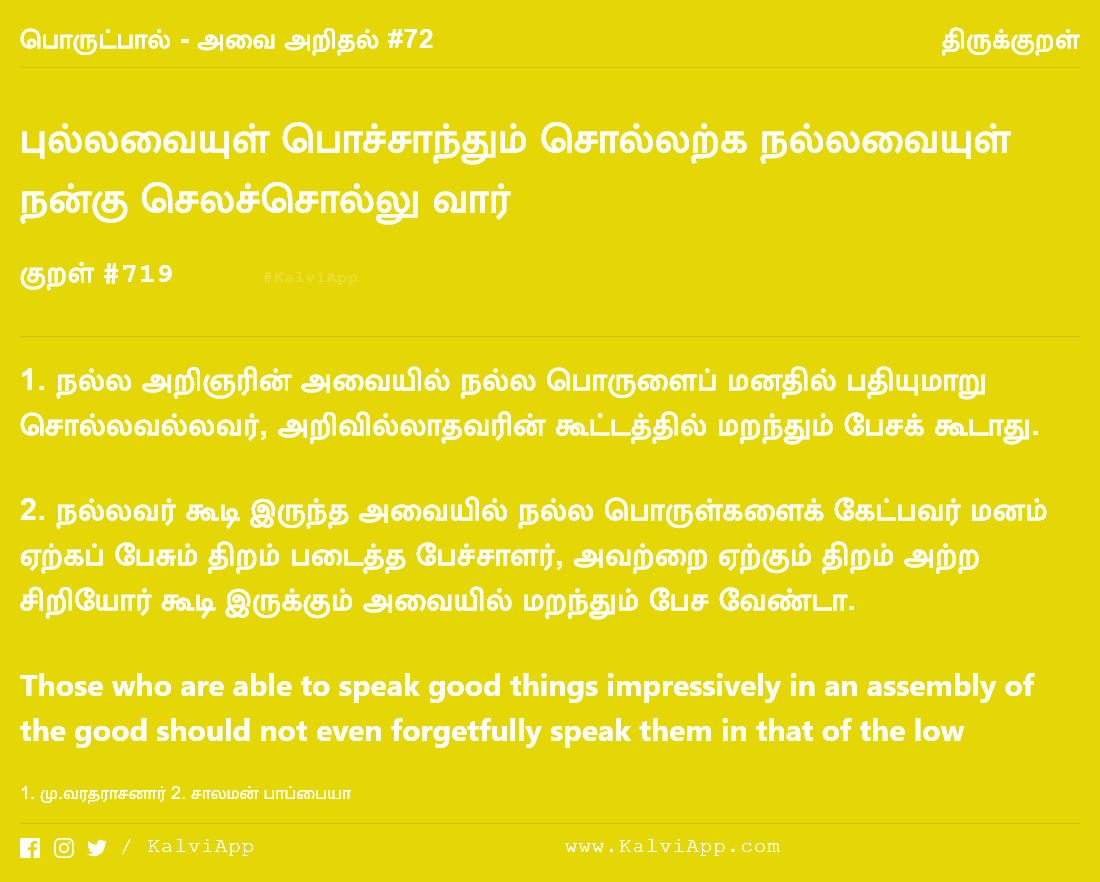 பொருட்பால் - அவை அறிதல் #72 திருக்குறள்
புல்லவையுள் பொச்சாந்தும் சொல்லற்க நல்லவையுள்
நன்கு செலச்சொல்லு வார்
குறள் #719 #KalviApp
1. நல்ல அறிஞரின் அவையில் நல்ல பொருளைப் மனதில் பதியுமாறு
சொல்லவல்லவர், அறிவில்லாதவரின் கூட்டத்தில் மறந்தும் பேசக் கூடாது.
2. நல்லவர் கூடி இருந்த அவையில் நல்ல பொருள்களைக் கேட்பவர் மனம்
ஏற்கப் பேசும் திறம் படைத்த பேச்சாளர், அவற்றை ஏற்கும் திறம் அற்ற
சிறியோர் கூடி இருக்கும் அவையில் மறந்தும் பேச வேண்டா.
Those who are able to speak good things impressively in an assembly of
the good should not even forgetfully speak them in that of the low
1. மு.வரதராசனார் 2. சாலமன் பாப்பையா
/ KalviApp www.KalviApp.com